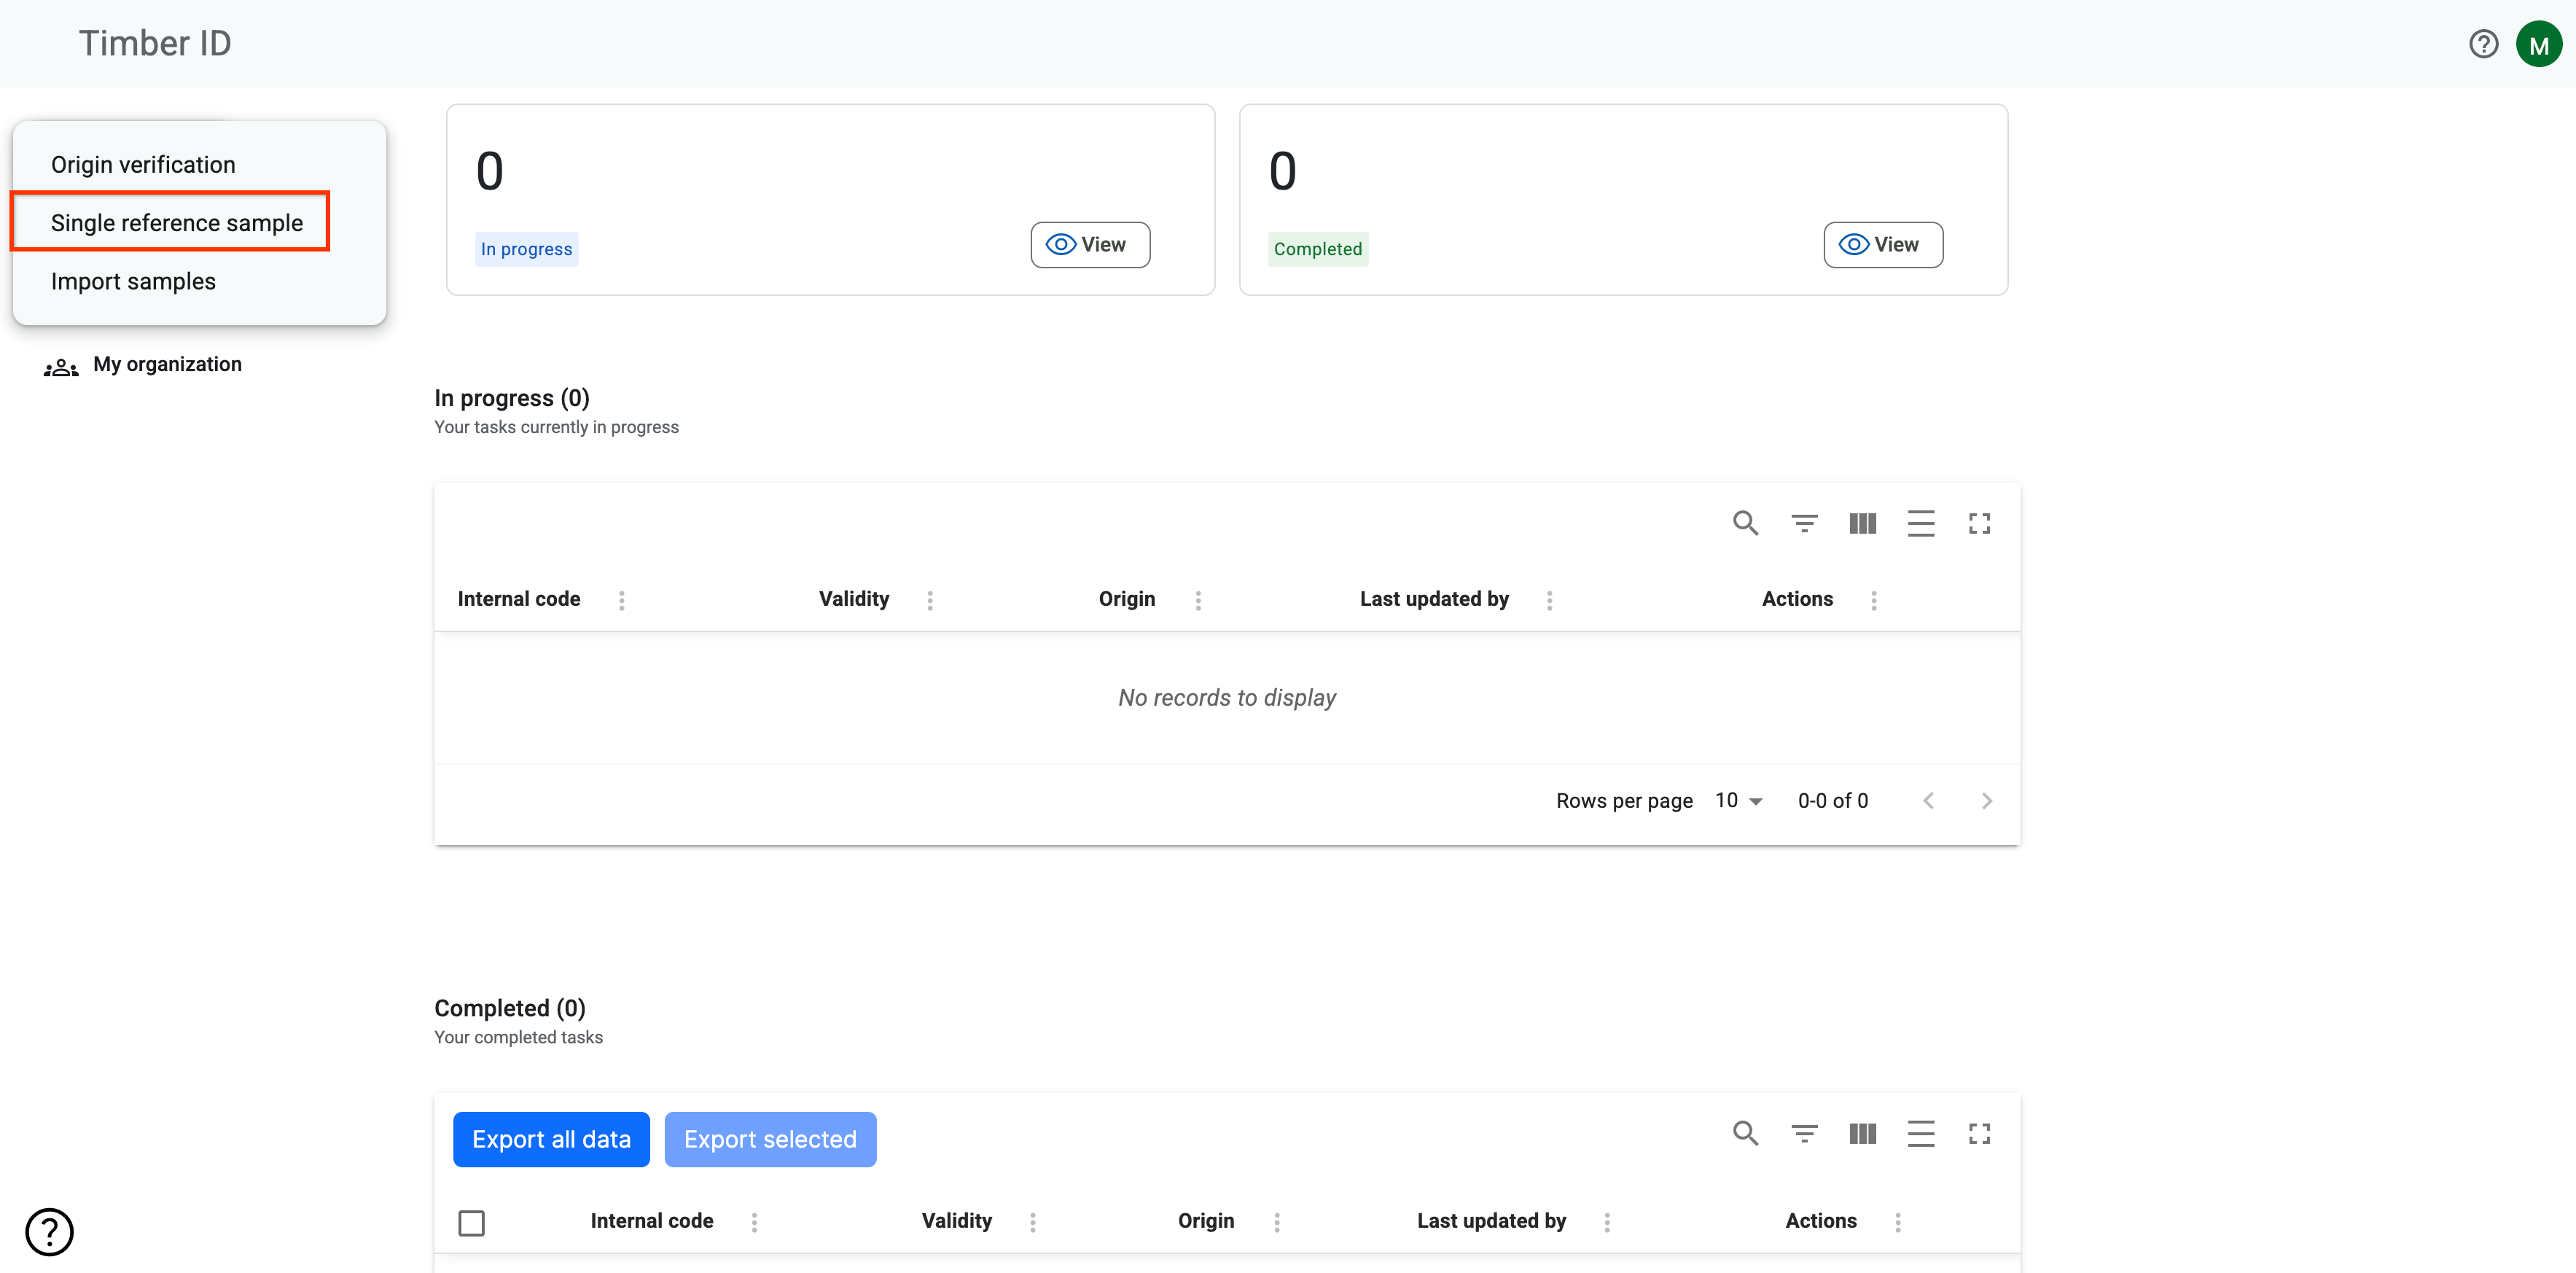 Timber ID
M
Origin verification
Single reference sample
Import samples
My organization
0
In progress
View
0
Completed
View
In progress (0)
Your tasks currently in progress
Internal code Validity Origin Last updated by Actions
No records to display
Rows per page 10 0-0 of 0
Completed (0)
Your completed tasks
Export all data Export selected
Internal code Validity Origin Last updated by Actions